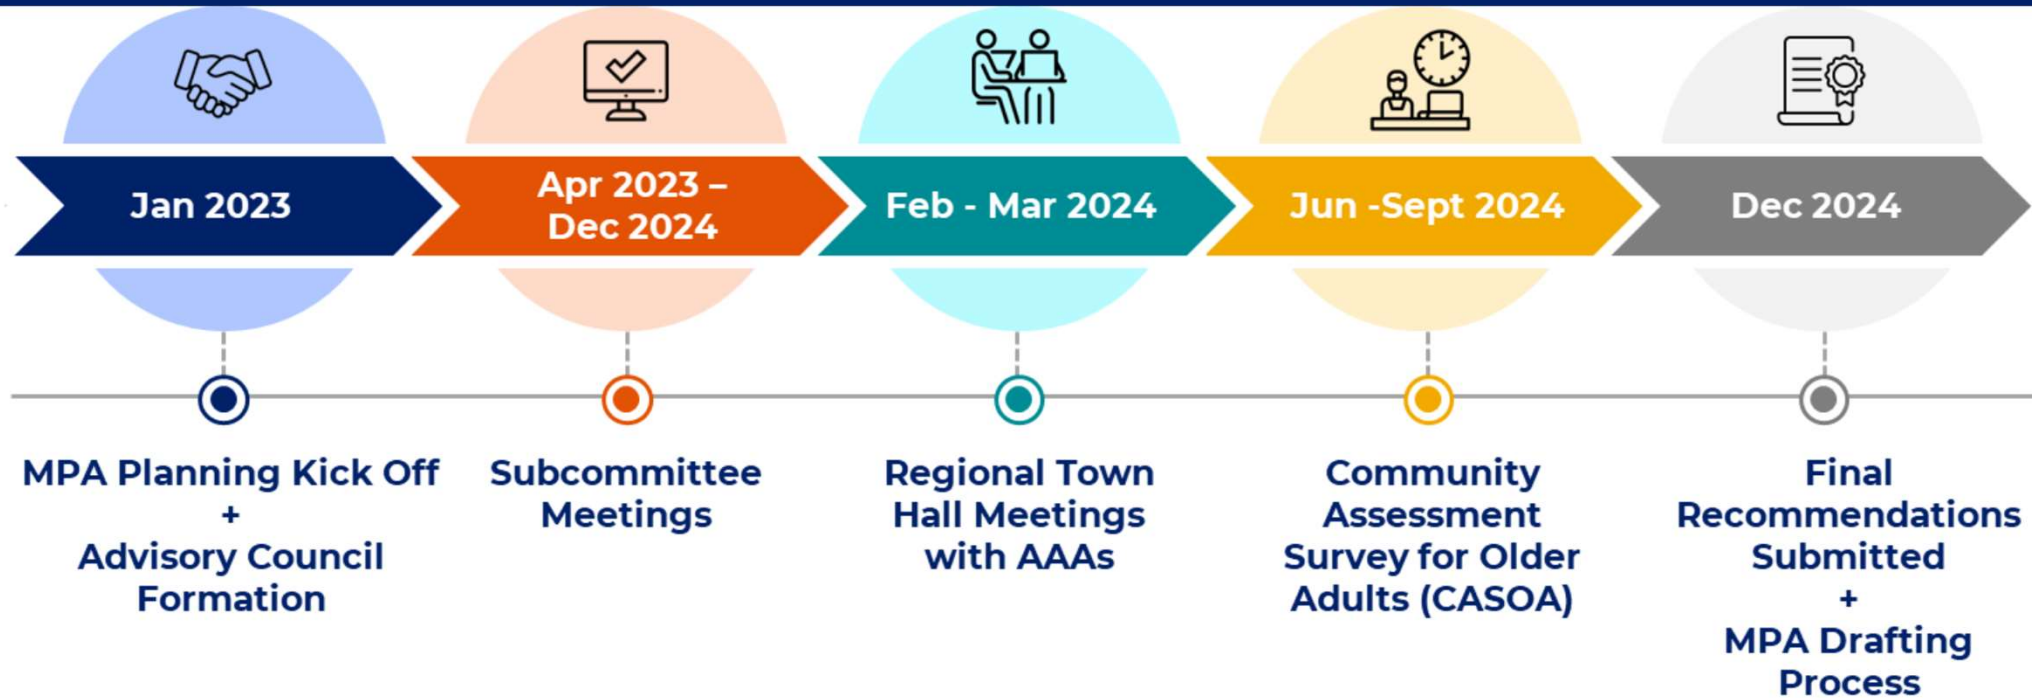 Jan 2023
Apr 2023 –
Dec 2024
Feb - Mar 2024
Jun -Sept 2024
Dec 2024
MPA Planning Kick Off
+
Advisory Council
Formation
Subcommittee
Meetings
Regional Town
Hall Meetings
with AAAs
Community
Assessment
Survey for Older
Adults (CASOA)
Final
Recommendations
Submitted
+
MPA Drafting
Process